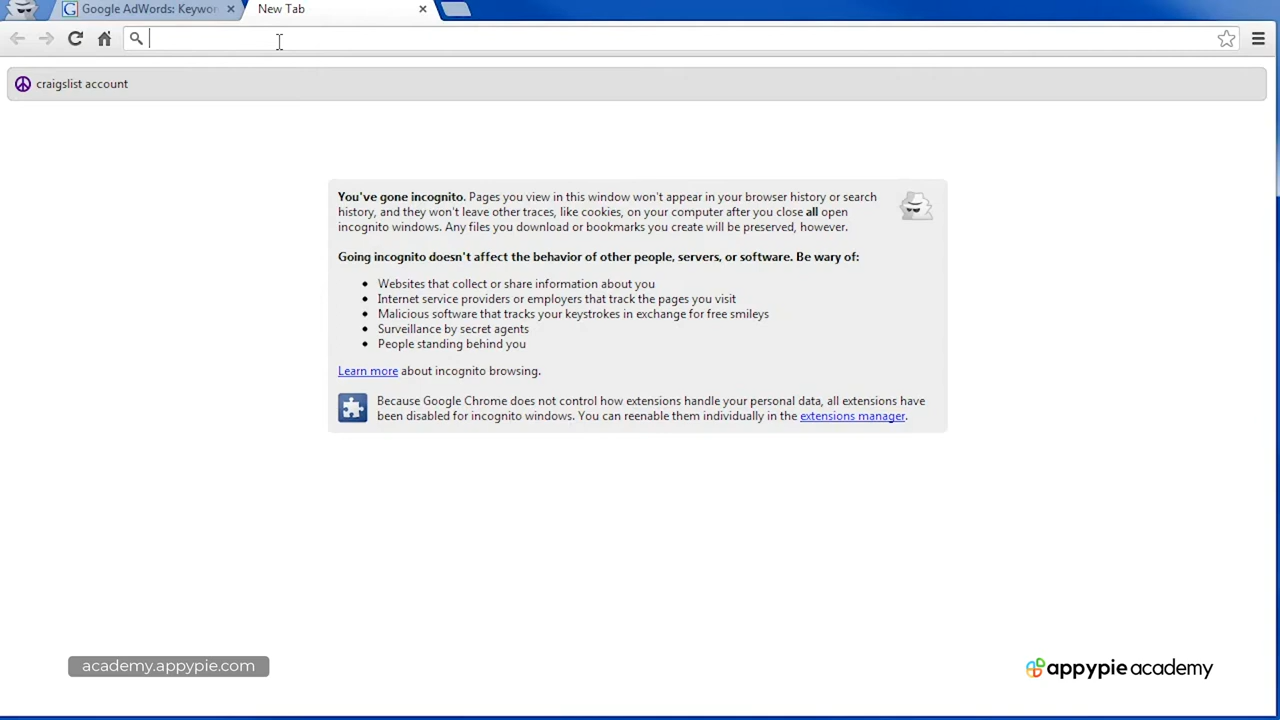 Google AdWords: Keywor
New Tab
craigslist account
You've gone incognito. Pages you view in this window won't appear in your browser history or search
history, and they won't leave other traces, like cookies, on your computer after you close all open
incognito windows. Any files you download or bookmarks you create will be preserved, however.
Going incognito doesn't affect the behavior of other people, servers, or software. Be wary of:
Websites that collect or share information about you
Internet service providers or employers that track the pages you visit
Malicious software that tracks your keystrokes in exchange for free smileys
Surveillance by secret agents
People standing behind you
Learn more about incognito browsing.
Because Google Chrome does not control how extensions handle your personal data, all extensions have
been disabled for incognito windows. You can reenable them individually in the extensions manager.
academy.appypie.com
appypie academy